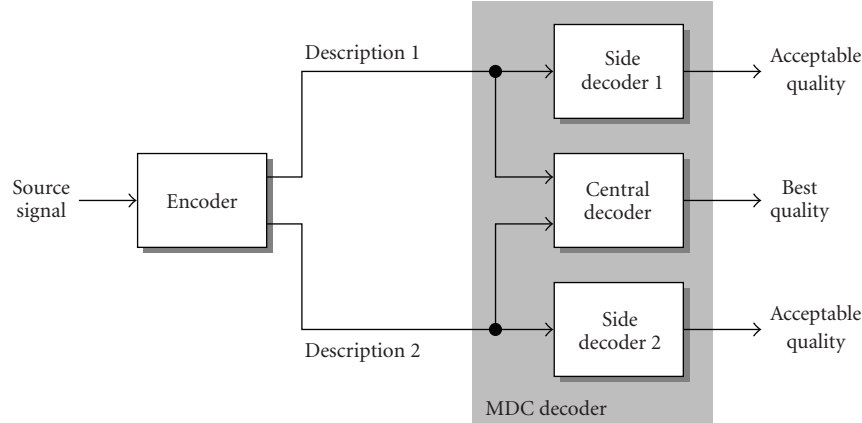 Description 1
Side
decoder 1
Acceptable
quality
Source
signal
Encoder
Central
decoder
Best
quality
Description 2
Side
decoder 2
Acceptable
quality
MDC decoder